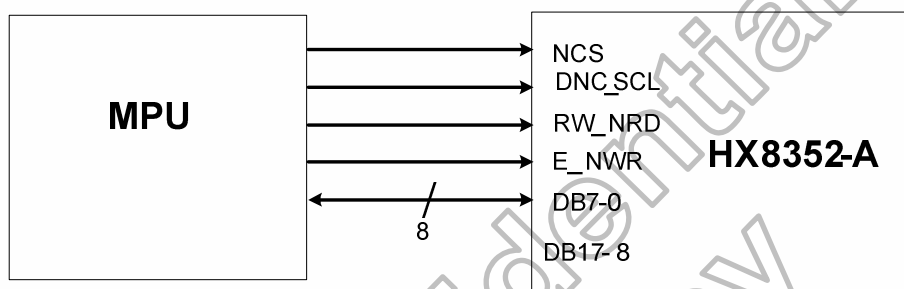 MPU
NCS
DNC_SCL
RW_NRD
E_NWR
HX8352-A
DB7-0
8
DB17-8